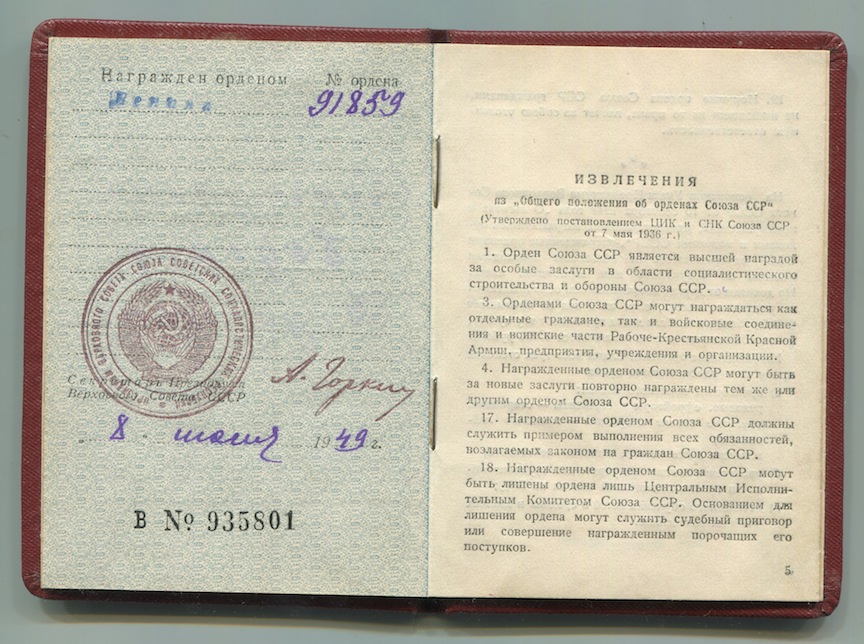 Награжден орденом № ордена
Ленина 91859
Секретарь Президиума
Верховного Совета СССР
А. Горкин
„ 8 “ июня 1949 г.
В № 935801
ИЗВЛЕЧЕНИЯ
из „Общего положения об орденах Союза ССР“
(Утверждено постановлением ЦИК и СНК Союза ССР
от 7 мая 1936 г.)
1. Орден Союза ССР является высшей наградой
за особые заслуги в области социалистического
строительства и обороны Союза ССР.
3. Орденами Союза ССР могут награждаться как
отдельные граждане, так и войсковые соедине-
ния и воинские части Рабоче-Крестьянской Красной
Армии, предприятия, учреждения и организации.
4. Награжденные орденом Союза ССР могут быть
за новые заслуги повторно награждены тем же или
другим орденом Союза ССР.
17. Награжденные орденом Союза ССР должны
служить примером выполнения всех обязанностей,
возлагаемых законом на граждан Союза ССР.
18. Награжденные орденом Союза ССР могут
быть лишены ордена лишь Центральным Исполни-
тельным Комитетом Союза ССР. Основанием для
лишения ордена могут служить судебный приговор
или совершение награжденным порочащих его
поступков.
5